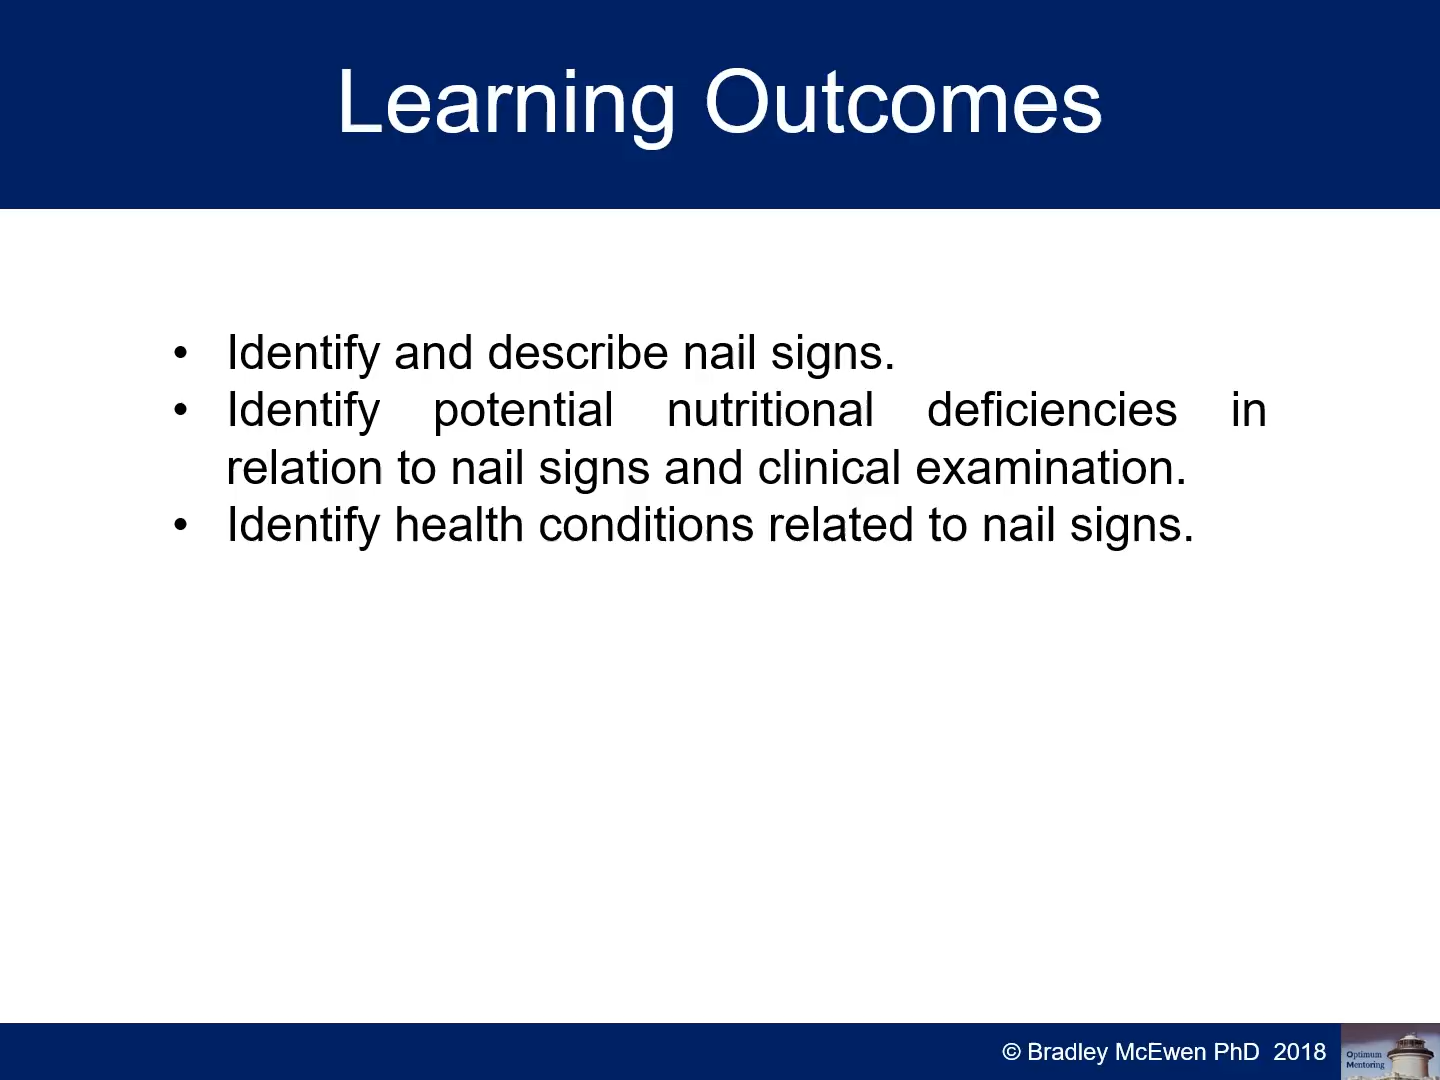 Learning Outcomes
• Identify and describe nail signs.
• Identify potential nutritional deficiencies in
relation to nail signs and clinical examination.
• Identify health conditions related to nail signs.
© Bradley McEwen PhD 2018
Optimum
Mentoring